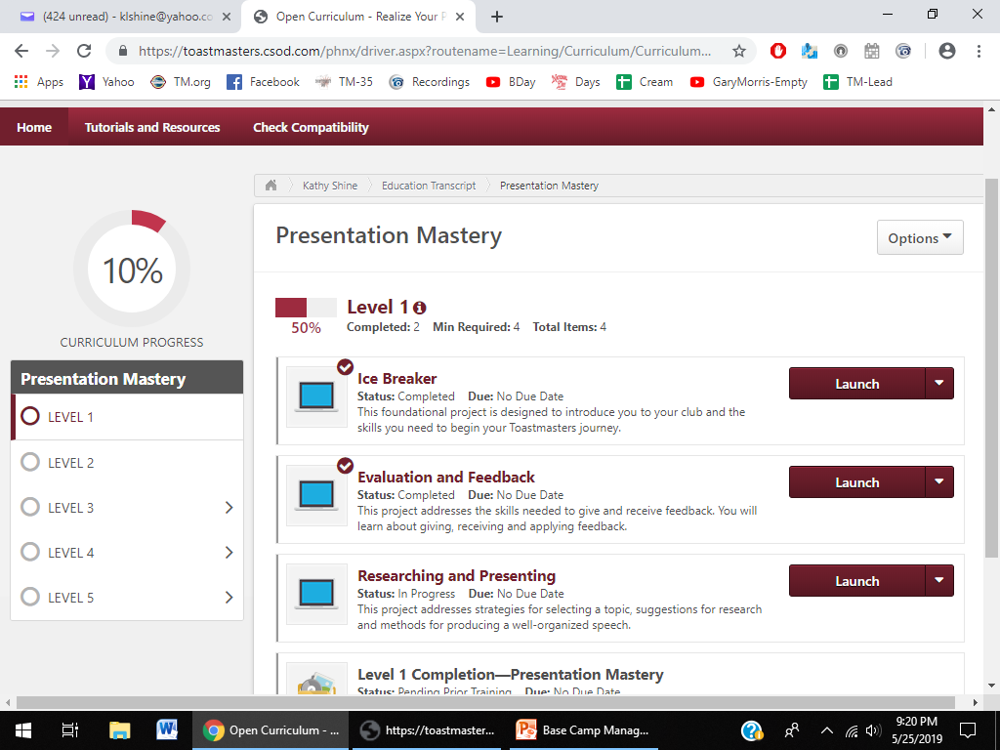 (424 unread) - klshine@yahoo.co
Open Curriculum - Realize Your P
https://toastmasters.csod.com/phnx/driver.aspx?routename=Learning/Curriculum/Curriculum...
Apps Yahoo TM.org Facebook TM-35 Recordings BDay Days Cream GaryMorris-Empty TM-Lead
Home Tutorials and Resources Check Compatibility
Kathy Shine Education Transcript Presentation Mastery
10%
CURRICULUM PROGRESS
Presentation Mastery
LEVEL 1
LEVEL 2
LEVEL 3
LEVEL 4
LEVEL 5
Presentation Mastery
Options
Level 1
50%
Completed: 2 Min Required: 4 Total Items: 4
Ice Breaker
Status: Completed Due: No Due Date
This foundational project is designed to introduce you to your club and the
skills you need to begin your Toastmasters journey.
Launch
Evaluation and Feedback
Status: Completed Due: No Due Date
This project addresses the skills needed to give and receive feedback. You will
learn about giving, receiving and applying feedback.
Launch
Researching and Presenting
Status: In Progress Due: No Due Date
This project addresses strategies for selecting a topic, suggestions for research
and methods for producing a well-organized speech.
Launch
Level 1 Completion—Presentation Mastery
Status: Pending Prior Training Due: No Due Date
Open Curriculum - ...
https://toastmaster...
Base Camp Manag...
9:20 PM
5/25/2019